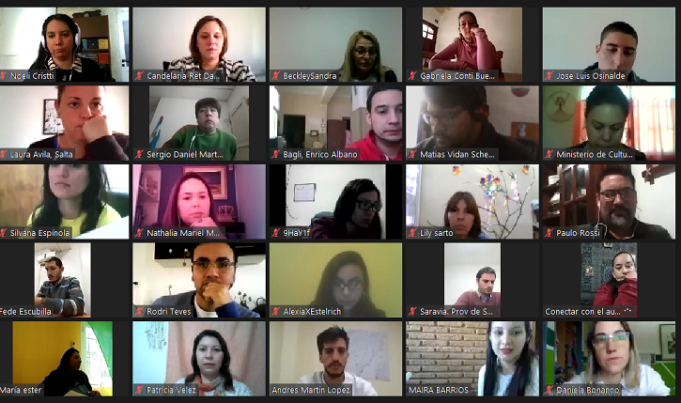 Noeli Cristti
Candelaria Ret Da...
BeckleySandra
Gabriela Conti Bue...
Jose Luis Osinalde
Laura Avila, Salta
Sergio Daniel Mart...
Bagli, Enrico Albano
Matias Vidan Sche...
Ministerio de Cultu...
Silvana Espinola
Nathalia Mariel M...
9HaY1f
Lily sarto
Paulo Rossi
Fede Escubilla
Rodri Teves
AlexiaXEstelrich
Saravia. Prov de S...
Conectar con el au...
María ester
Patricia Velez
Andres Martin Lopez
MAIRA BARRIOS
Daniela Bonanno